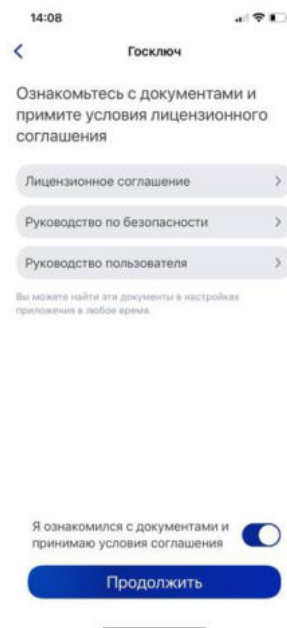 14:08
Госключ
Ознакомьтесь с документами и
примите условия лицензионного
соглашения
Лицензионное соглашение
Руководство по безопасности
Руководство пользователя
Вы можете найти эти документы в настройках
приложения в любое время.
Я ознакомился с документами и
принимаю условия соглашения
Продолжить